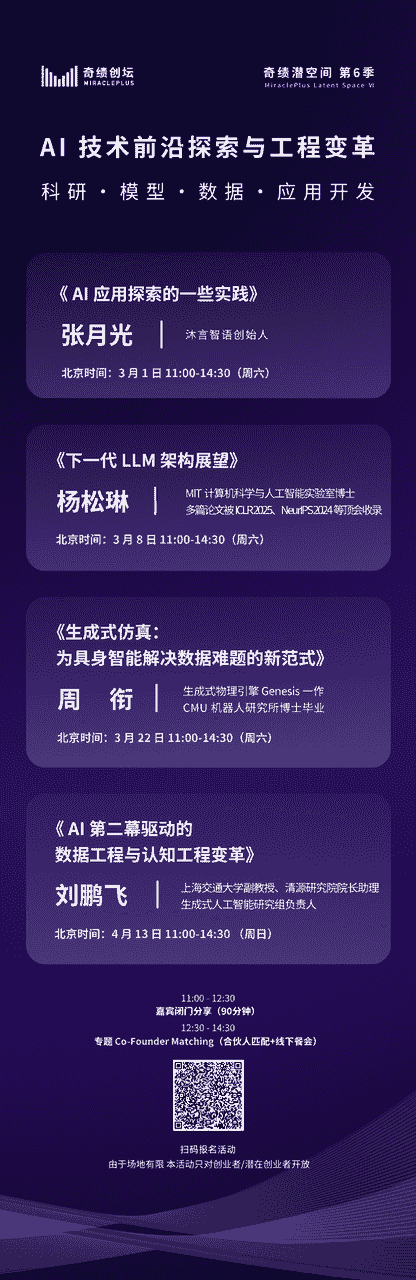 奇绩创坛
MIRACLEPLUS
奇绩潜空间 第6季
MiraclePlus Latent Space VI
AI 技术前沿探索与工程变革
科研·模型·数据·应用开发
《 AI 应用探索的一些实践》
张月光
沐言智语创始人
北京时间：3 月 1 日 11:00-14:30（周六）
《下一代 LLM 架构展望》
杨松琳
MIT 计算机科学与人工智能实验室博士
多篇论文被 ICLR 2025、NeurIPS 2024 等顶会收录
北京时间：3 月 8 日 11:00-14:30（周六）
《生成式仿真：
为具身智能解决数据难题的新范式》
周 衔
生成式物理引擎 Genesis 一作
CMU 机器人研究所博士毕业
北京时间：3 月 22 日 11:00-14:30（周六）
《 AI 第二幕驱动的
数据工程与认知工程变革》
刘鹏飞
上海交通大学副教授、清源研究院院长助理
生成式人工智能研究组负责人
北京时间：4 月 13 日 11:00-14:30 （周日）
11:00 - 12:30
嘉宾闭门分享（90分钟）
12:30 - 14:30
专题 Co-Founder Matching（合伙人匹配+线下餐会）
扫码报名活动
由于场地有限 本活动只对创业者/潜在创业者开放